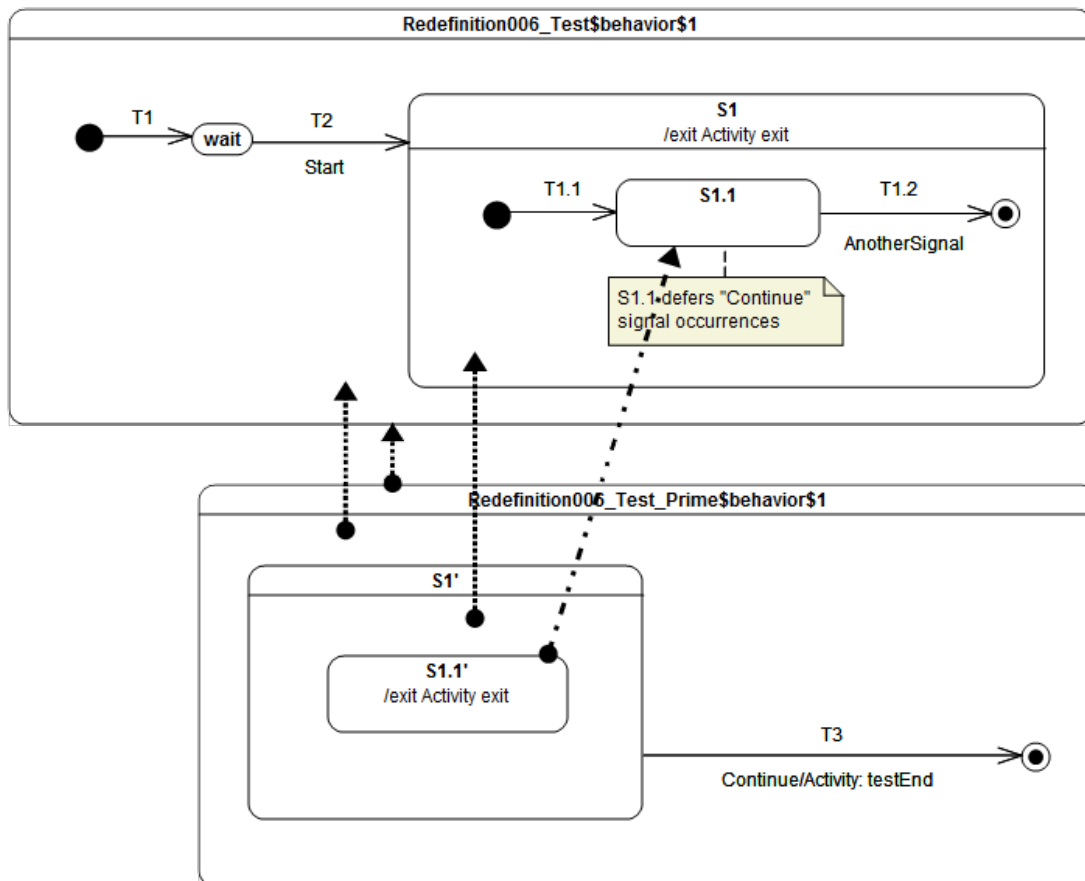 Redefinition006_Test$behavior$1
S1
/exit Activity exit
T1
wait
T2
Start
T1.1
S1.1
T1.2
AnotherSignal
S1.1 defers "Continue"
signal occurrences
Redefinition006_Test_Prime$behavior$1
S1'
S1.1'
/exit Activity exit
T3
Continue/Activity: testEnd